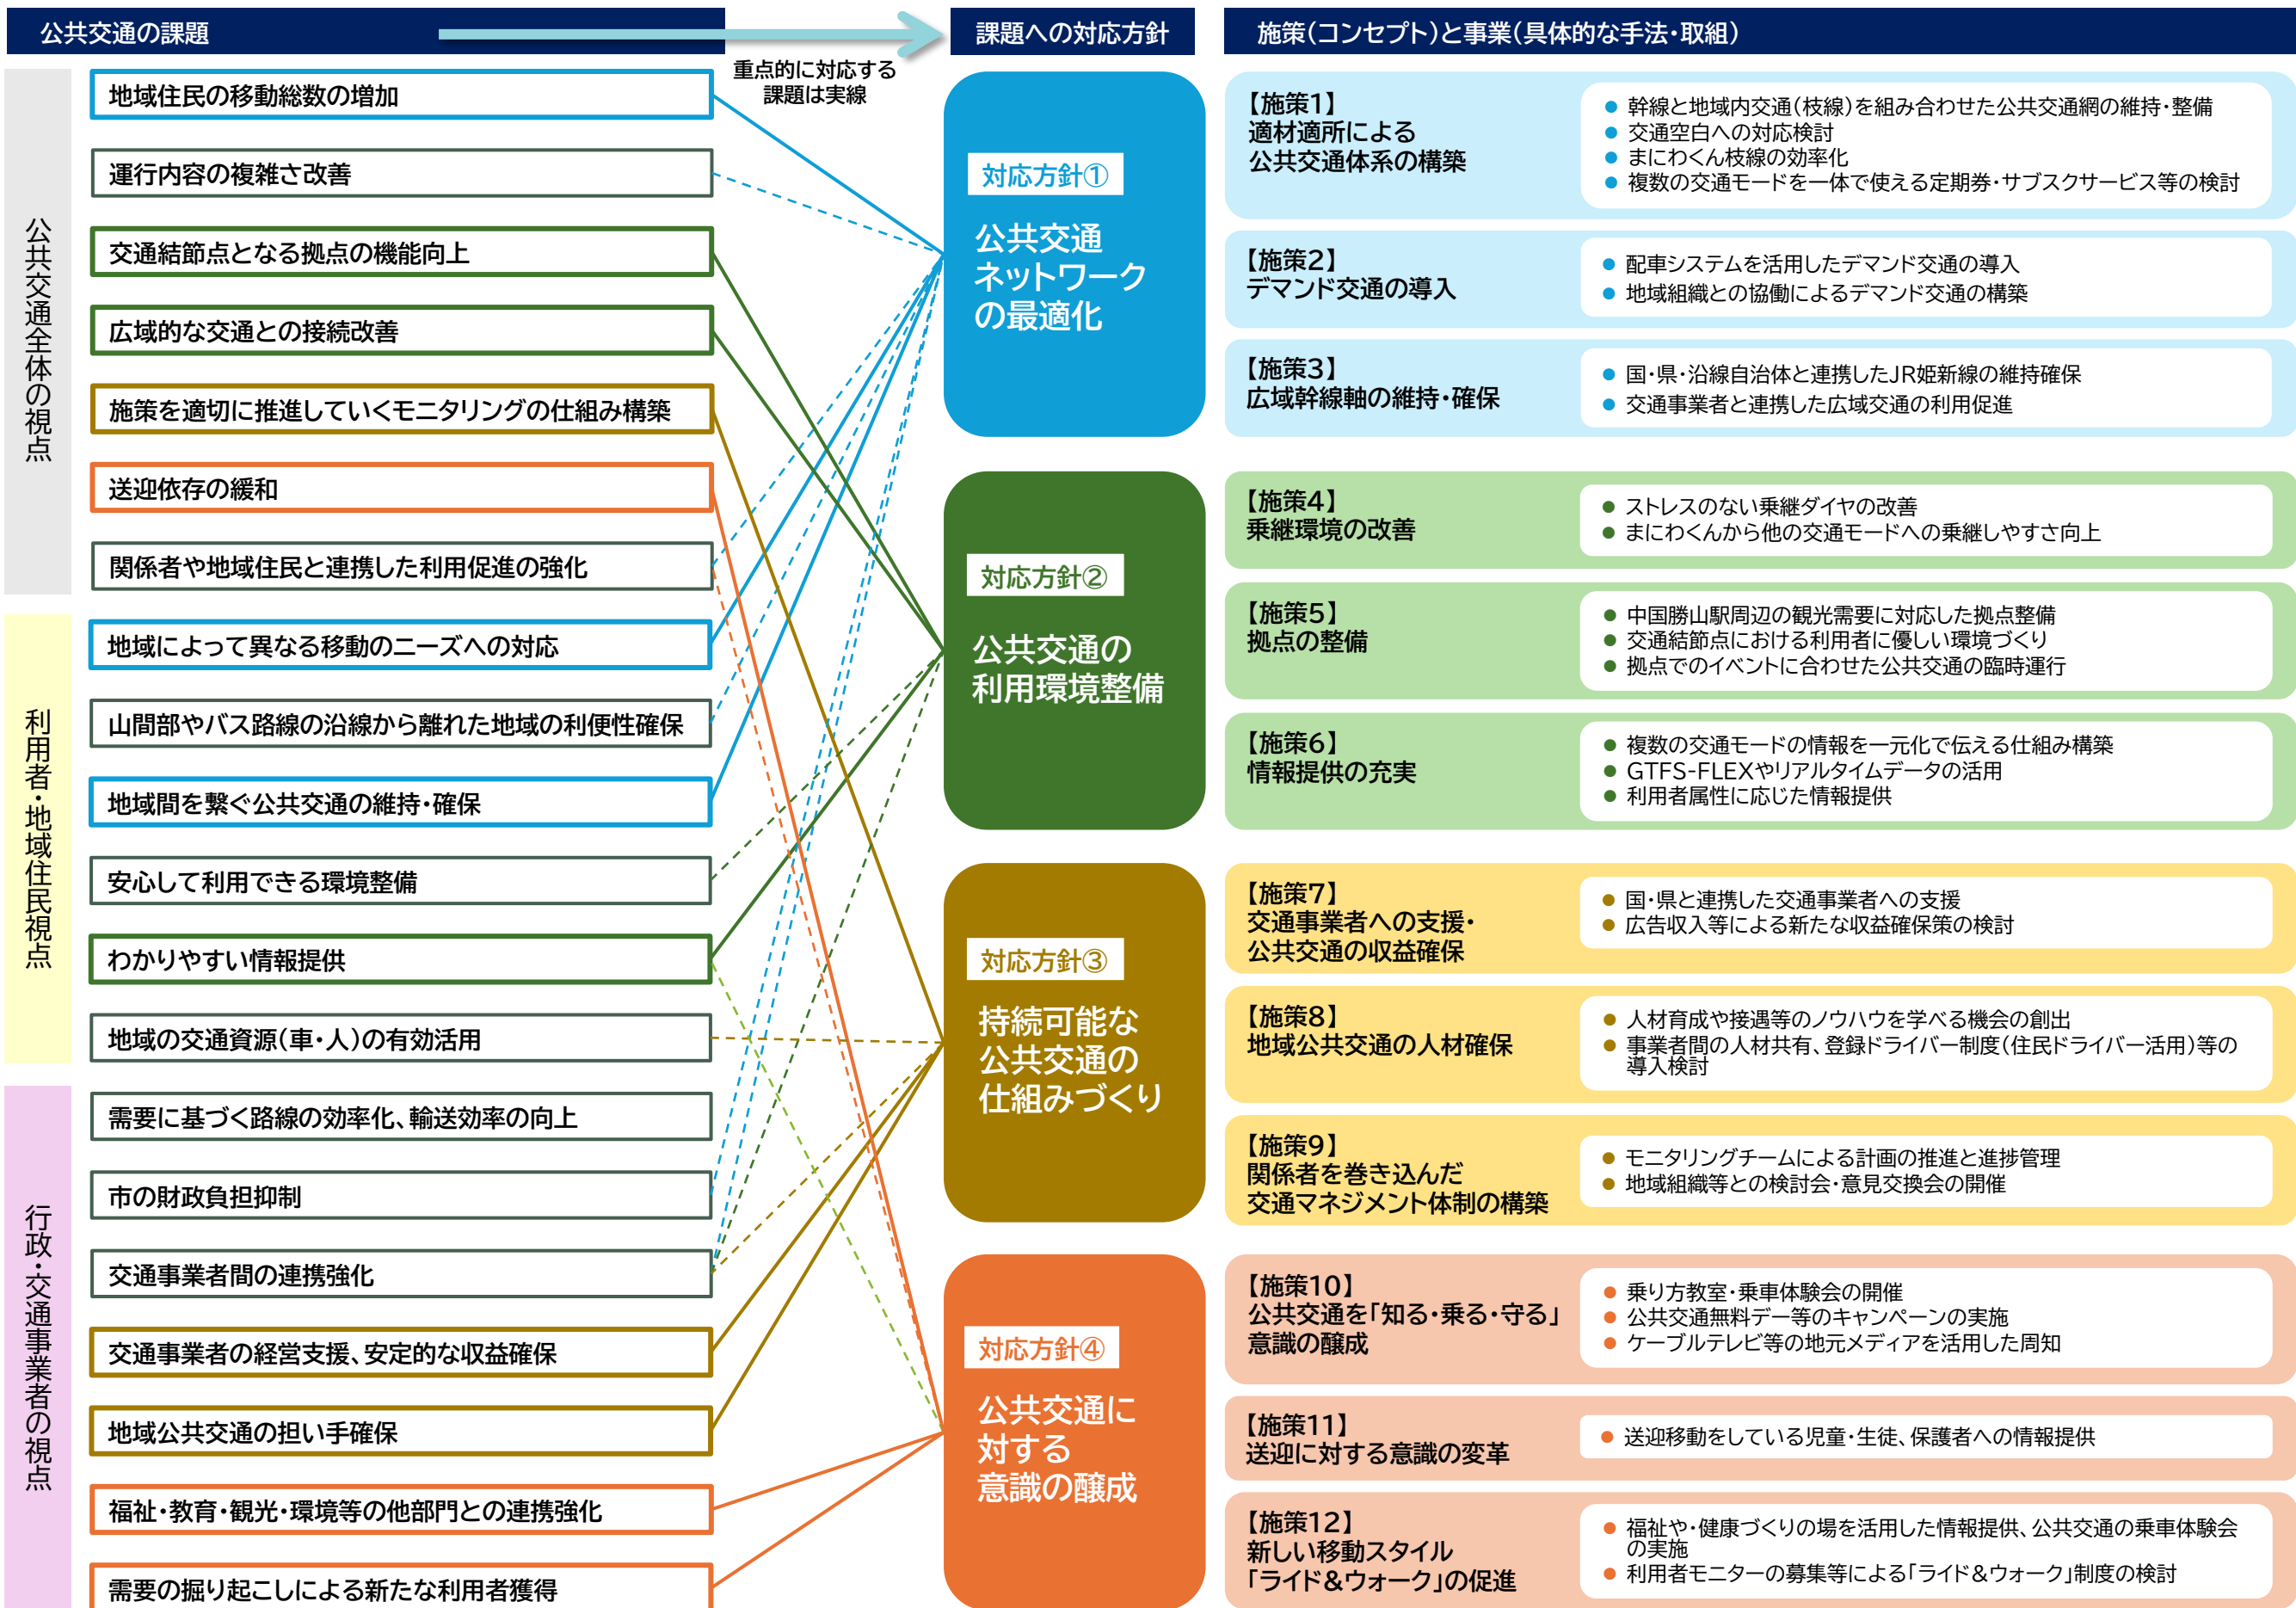 公共交通の課題
課題への対応方針
施策(コンセプト)と事業(具体的な手法・取組)
重点的に対応する
課題は実線
公共交通全体の視点
地域住民の移動総数の増加
運行内容の複雑さ改善
交通結節点となる拠点の機能向上
広域的な交通との接続改善
施策を適切に推進していくモニタリングの仕組み構築
送迎依存の緩和
関係者や地域住民と連携した利用促進の強化
利用者・地域住民視点
地域によって異なる移動のニーズへの対応
山間部やバス路線の沿線から離れた地域の利便性確保
地域間を繋ぐ公共交通の維持・確保
安心して利用できる環境整備
わかりやすい情報提供
地域の交通資源(車・人)の有効活用
行政・交通事業者の視点
需要に基づく路線の効率化、輸送効率の向上
市の財政負担抑制
交通事業者間の連携強化
交通事業者の経営支援、安定的な収益確保
地域公共交通の担い手確保
福祉・教育・観光・環境等の他部門との連携強化
需要の掘り起こしによる新たな利用者獲得
対応方針①
公共交通
ネットワーク
の最適化
対応方針②
公共交通の
利用環境整備
対応方針③
持続可能な
公共交通の
仕組みづくり
対応方針④
公共交通に
対する
意識の醸成
【施策1】
適材適所による
公共交通体系の構築
● 幹線と地域内交通(枝線)を組み合わせた公共交通網の維持・整備
● 交通空白への対応検討
● まにわくん枝線の効率化
● 複数の交通モードを一体で使える定期券・サブスクサービス等の検討
【施策2】
デマンド交通の導入
● 配車システムを活用したデマンド交通の導入
● 地域組織との協働によるデマンド交通の構築
【施策3】
広域幹線軸の維持・確保
● 国・県・沿線自治体と連携したJR姫新線の維持確保
● 交通事業者と連携した広域交通の利用促進
【施策4】
乗継環境の改善
● ストレスのない乗継ダイヤの改善
● まにわくんから他の交通モードへの乗継しやすさ向上
【施策5】
拠点の整備
● 中国勝山駅周辺の観光需要に対応した拠点整備
● 交通結節点における利用者に優しい環境づくり
● 拠点でのイベントに合わせた公共交通の臨時運行
【施策6】
情報提供の充実
● 複数の交通モードの情報を一元化で伝える仕組み構築
● GTFS-FLEXやリアルタイムデータの活用
● 利用者属性に応じた情報提供
【施策7】
交通事業者への支援・
公共交通の収益確保
● 国・県と連携した交通事業者への支援
● 広告収入等による新たな収益確保策の検討
【施策8】
地域公共交通の人材確保
● 人材育成や接遇等のノウハウを学べる機会の創出
● 事業者間の人材共有、登録ドライバー制度(住民ドライバー活用)等の
導入検討
【施策9】
関係者を巻き込んだ
交通マネジメント体制の構築
● モニタリングチームによる計画の推進と進捗管理
● 地域組織等との検討会・意見交換会の開催
【施策10】
公共交通を「知る・乗る・守る」
意識の醸成
● 乗り方教室・乗車体験会の開催
● 公共交通無料デー等のキャンペーンの実施
● ケーブルテレビ等の地元メディアを活用した周知
【施策11】
送迎に対する意識の変革
● 送迎移動をしている児童・生徒、保護者への情報提供
【施策12】
新しい移動スタイル
「ライド&ウォーク」の促進
● 福祉や・健康づくりの場を活用した情報提供、公共交通の乗車体験会
の実施
● 利用者モニターの募集等による「ライド&ウォーク」制度の検討